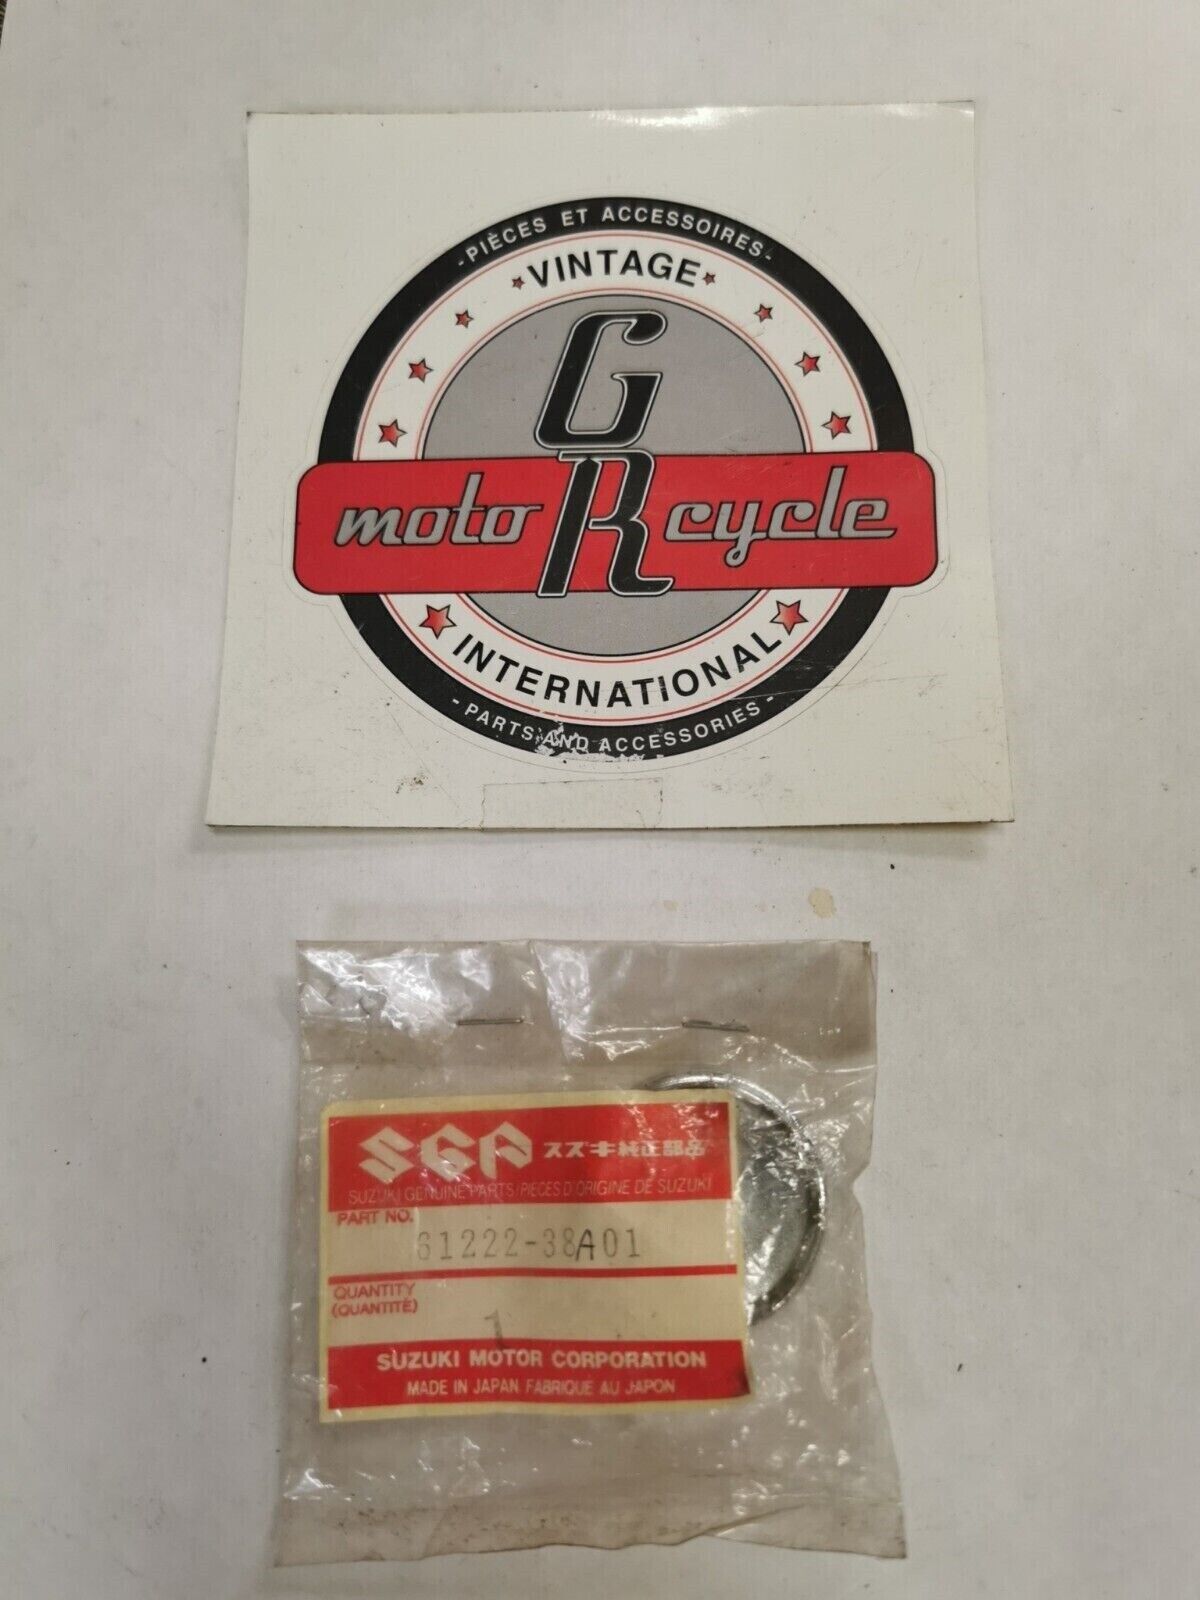 -PIÈCES ET ACCESSOIRES-
VINTAGE
GR
moto cycle
INTERNATIONAL
-PARTS AND ACCESSORIES-
SGP スズキ純正部品
SUZUKI GENUINE PARTS/PIECES D'ORIGINE DE SUZUKI
PART NO.
61222-38A01
QUANTITY
(QUANTITÉ)
1
SUZUKI MOTOR CORPORATION
MADE IN JAPAN FABRIQUE AU JAPON